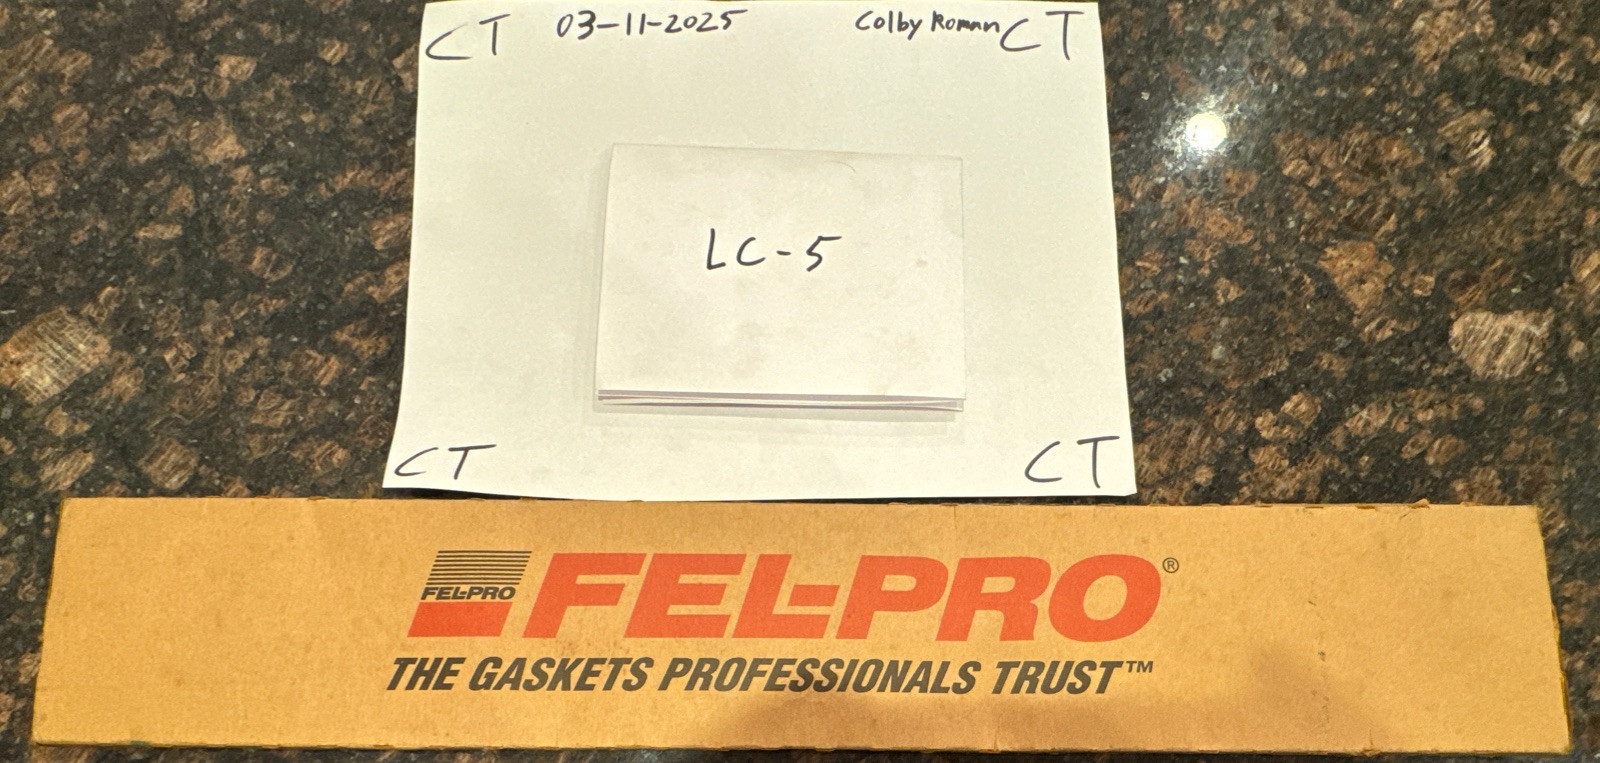 CT 03-11-2025 Colby Roman CT
LC-5
CT CT
FEL-PRO FEL-PRO®
THE GASKETS PROFESSIONALS TRUST™